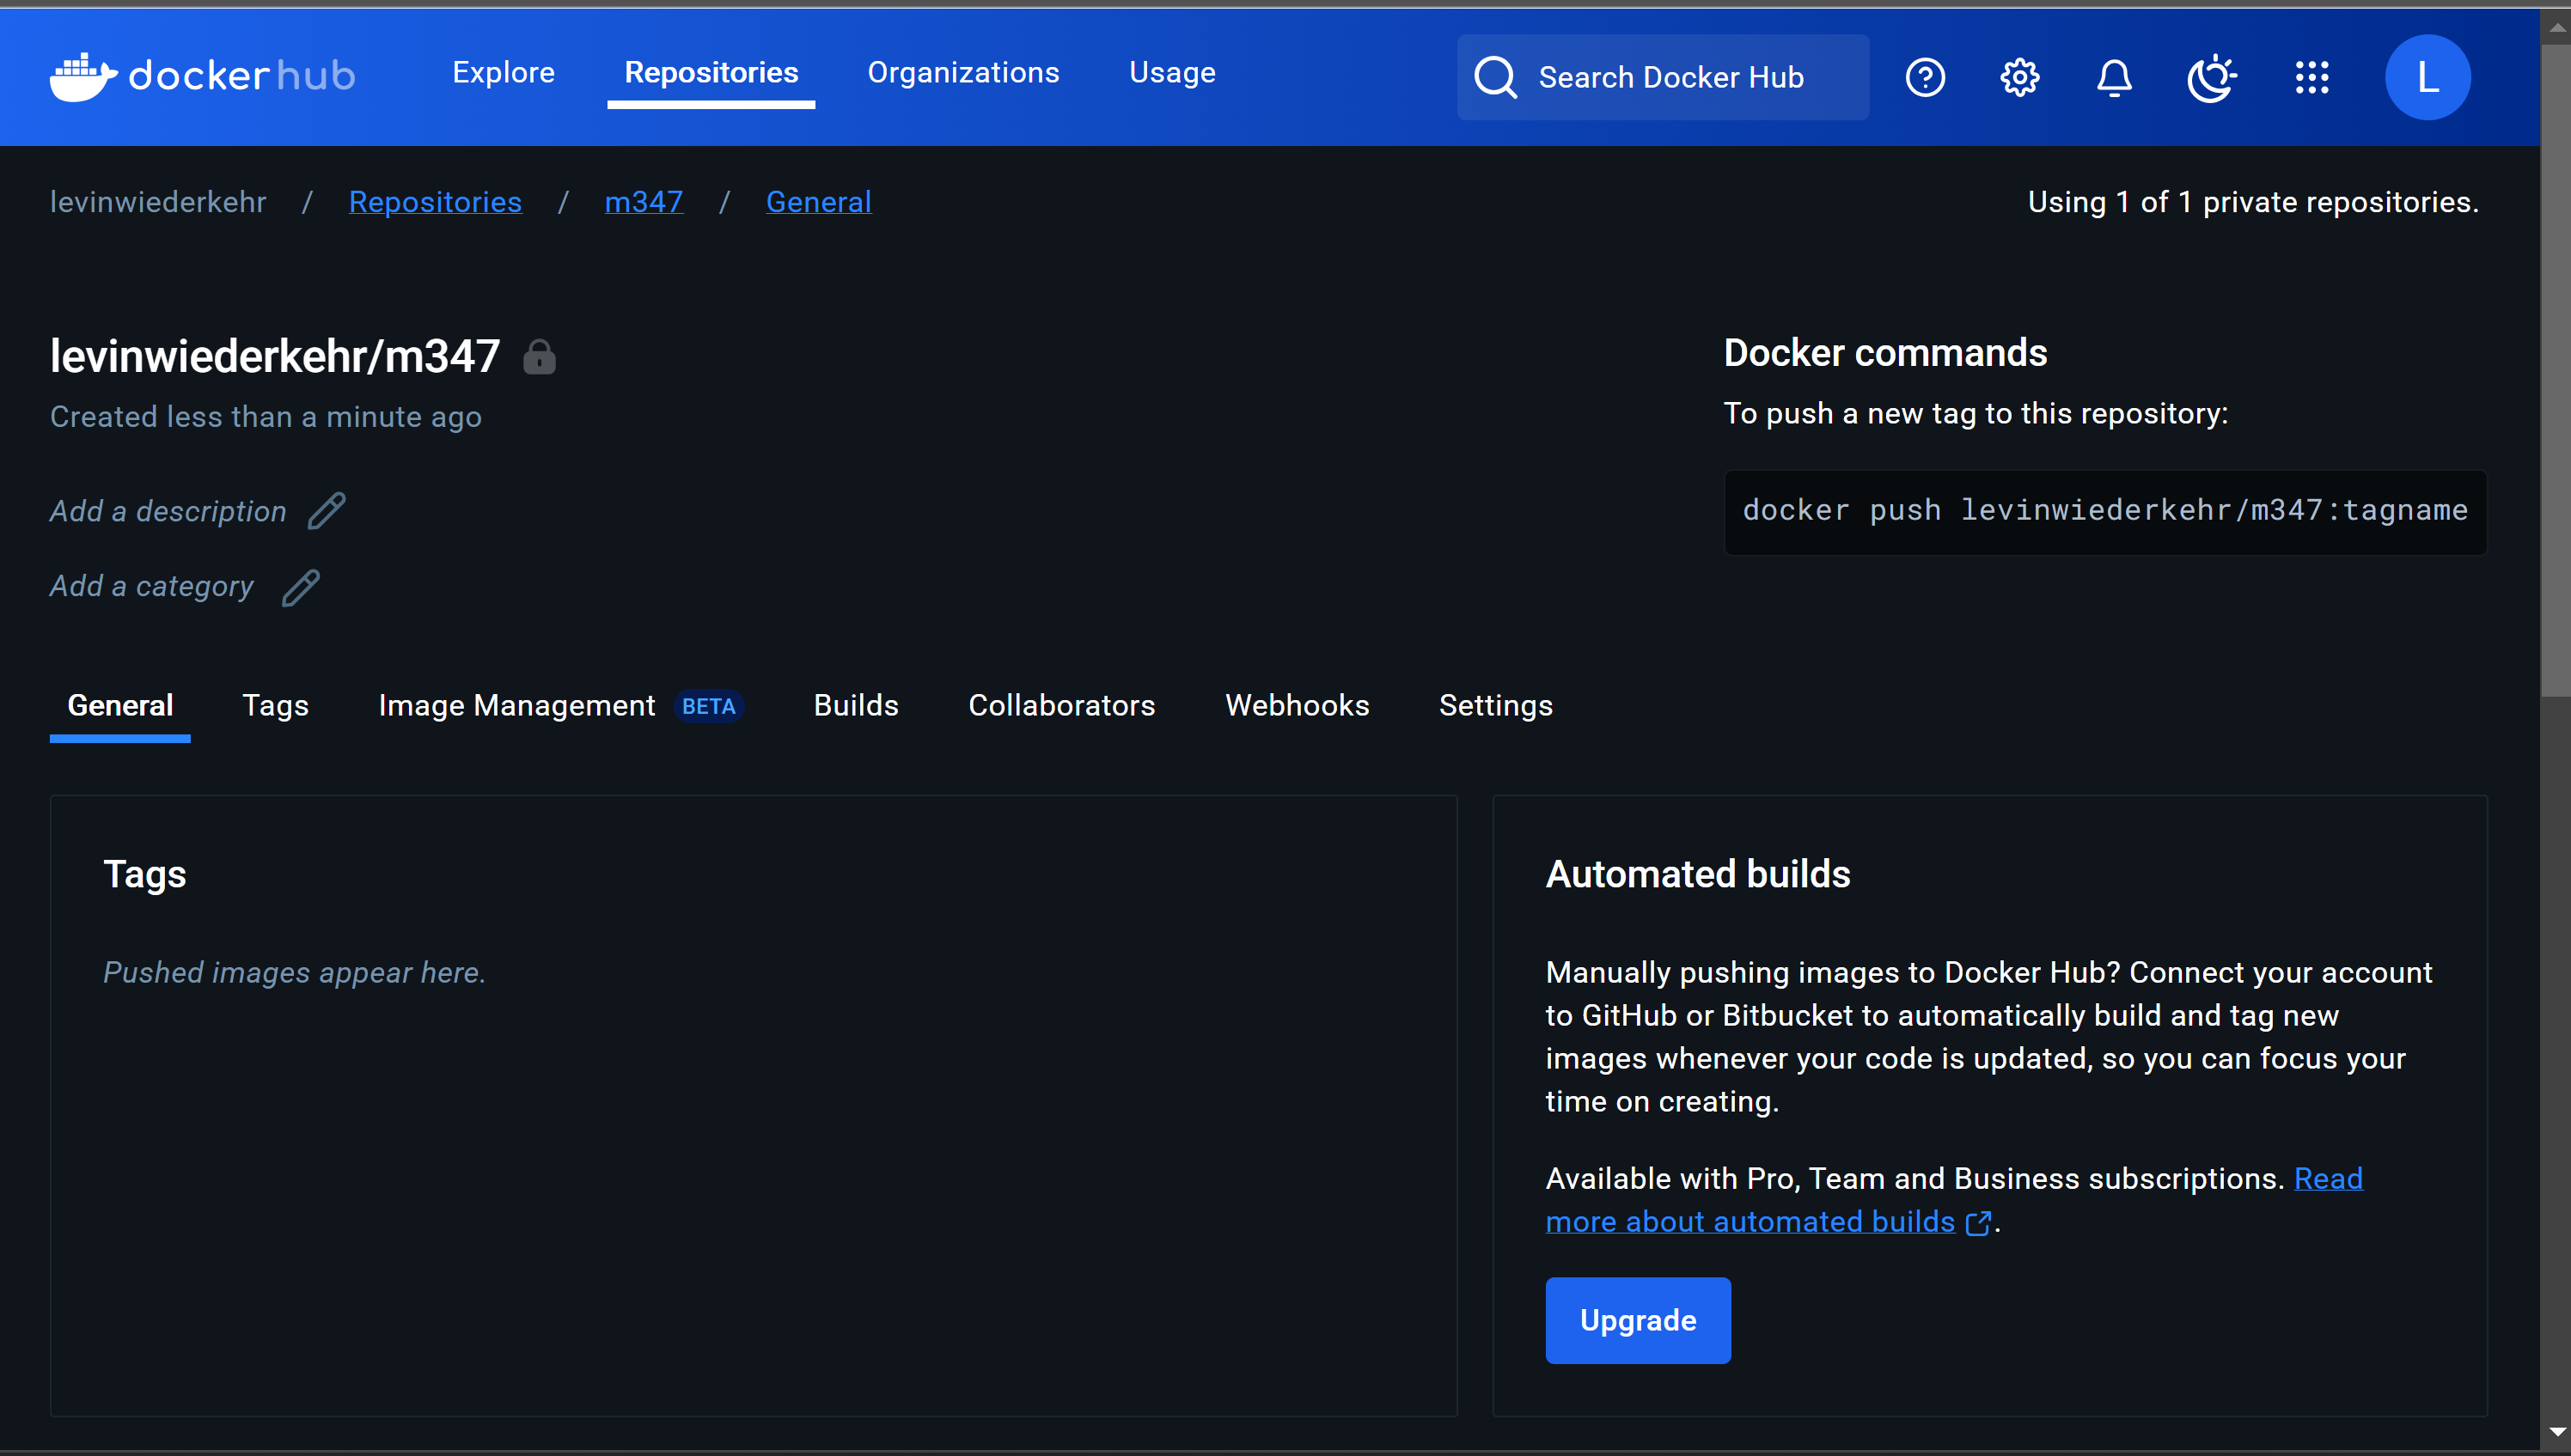 dockerhub
Explore
Repositories
Organizations
Usage
Search Docker Hub
L
levinwiederkehr / Repositories / m347 / General
Using 1 of 1 private repositories.
levinwiederkehr/m347
Created less than a minute ago
Add a description
Add a category
Docker commands
To push a new tag to this repository:
docker push levinwiederkehr/m347:tagname
General
Tags
Image Management BETA
Builds
Collaborators
Webhooks
Settings
Tags
Pushed images appear here.
Automated builds
Manually pushing images to Docker Hub? Connect your account
to GitHub or Bitbucket to automatically build and tag new
images whenever your code is updated, so you can focus your
time on creating.
Available with Pro, Team and Business subscriptions. Read
more about automated builds .
Upgrade